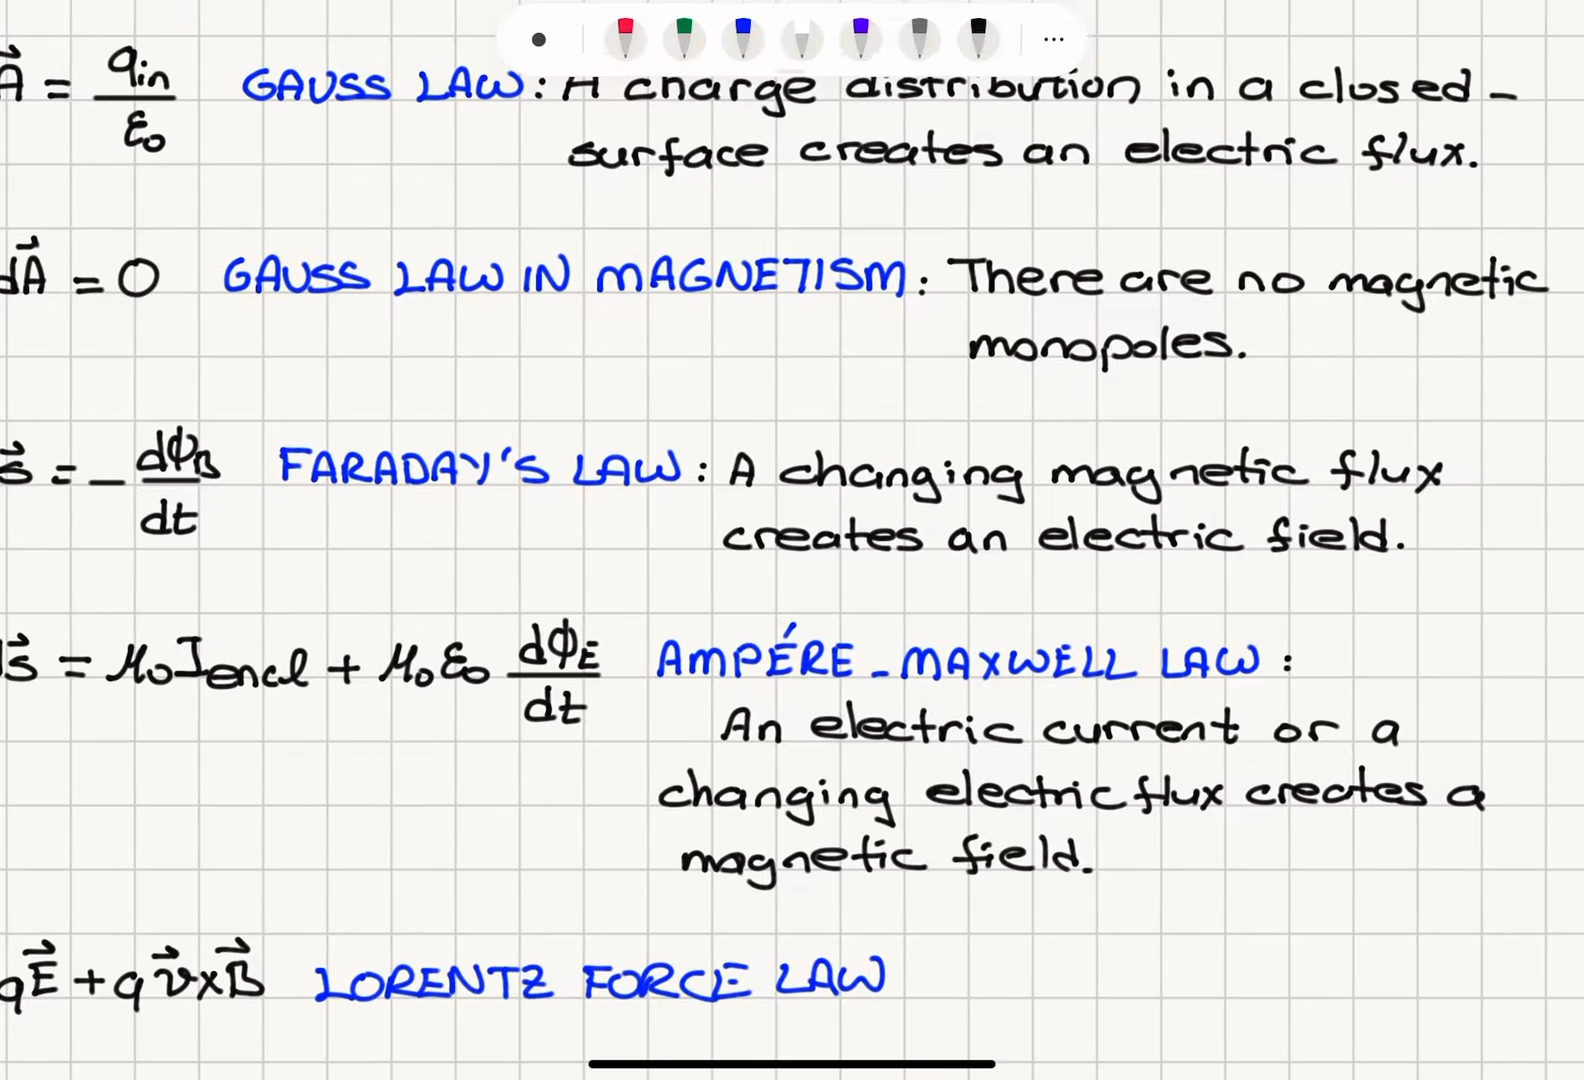 A⃗ = qin/ε0 GAUSS LAW: A charge distribution in a closed-
surface creates an electric flux.
dA⃗ = 0 GAUSS LAW IN MAGNETISM: There are no magnetic
monopoles.
s⃗ = - dϕB/dt FARADAY'S LAW: A changing magnetic flux
creates an electric field.
s⃗ = μ0Iencl + μ0ε0 dϕE/dt AMPÉRE-MAXWELL LAW:
An electric current or a
changing electric flux creates a
magnetic field.
qE⃗ + qv⃗xB⃗ LORENTZ FORCE LAW